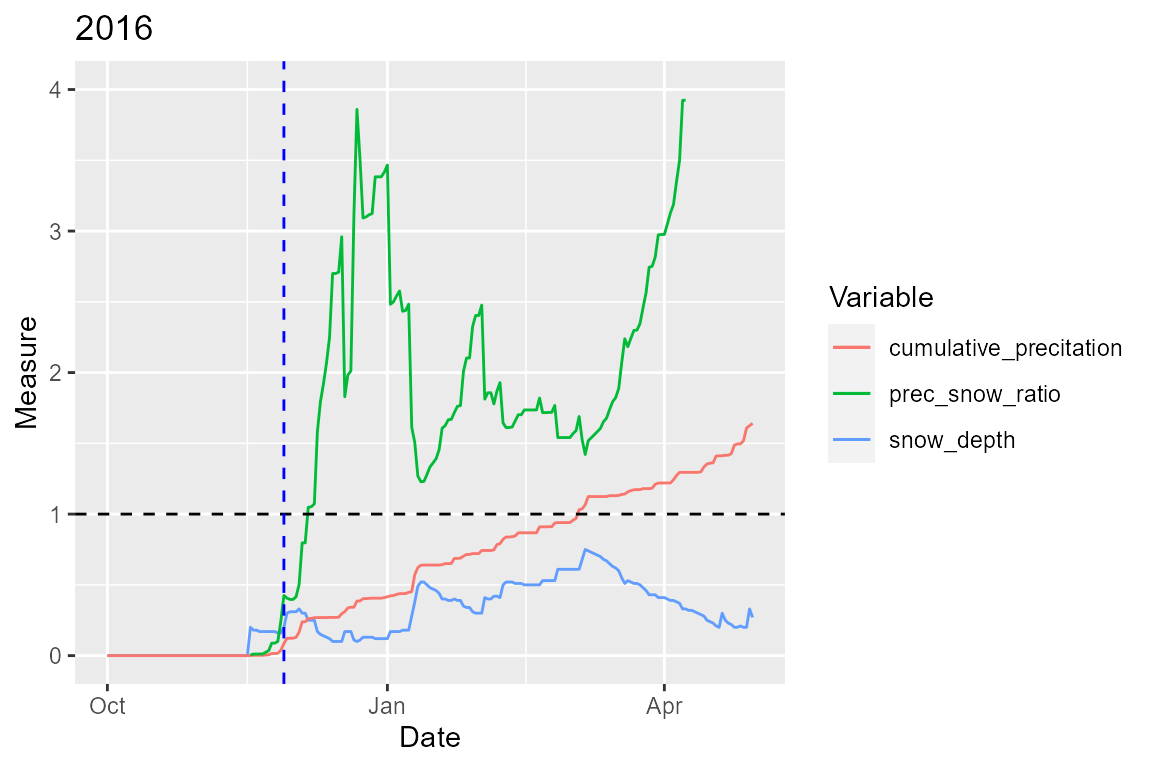 2016
4
3
2
1
0
Measure
Oct
Jan
Apr
Date
Variable
cumulative_precitation
prec_snow_ratio
snow_depth